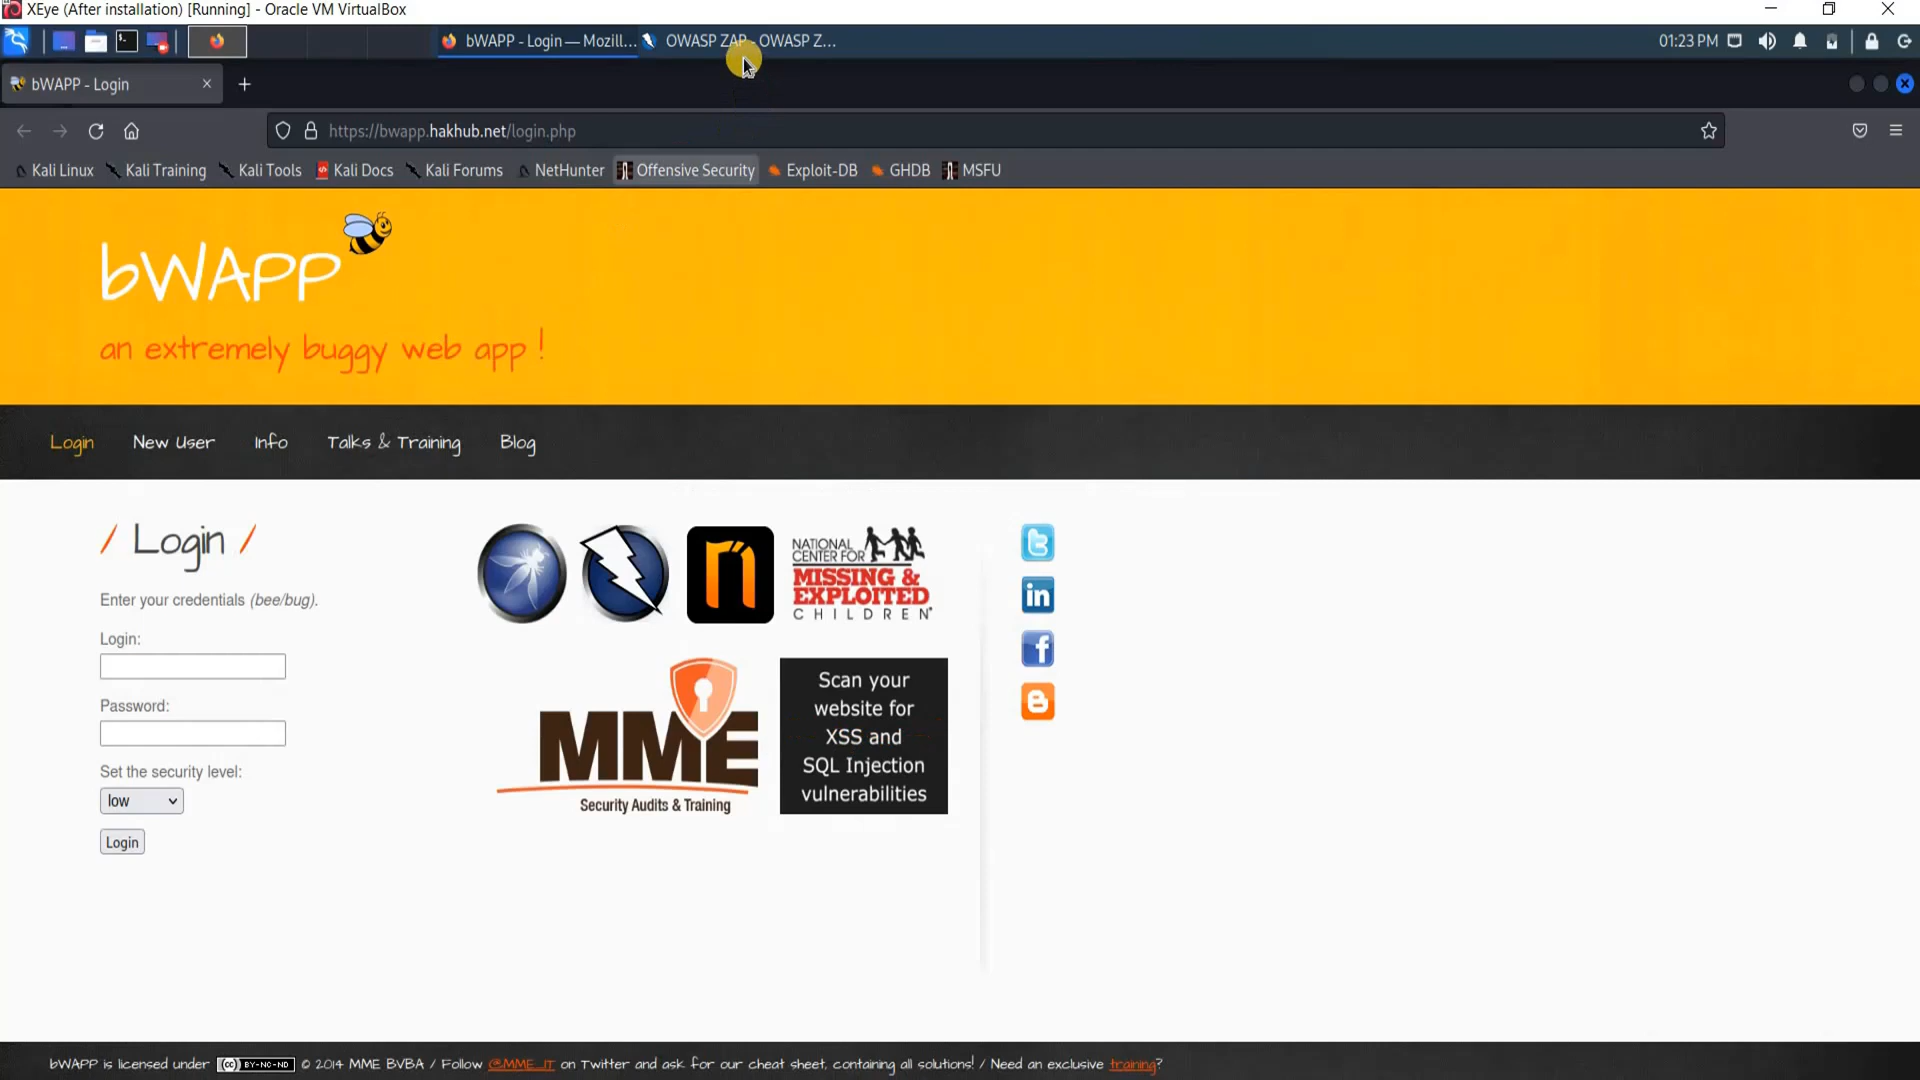 XEye (After installation) [Running] - Oracle VM VirtualBox
bWAPP - Login — Mozill... OWASP ZAP - OWASP Z... 01:23 PM
bWAPP - Login
https://bwapp.hakhub.net/login.php
Kali Linux Kali Training Kali Tools Kali Docs Kali Forums NetHunter Offensive Security Exploit-DB GHDB MSFU
bWAPP
an extremely buggy web app !
Login New User Info Talks & Training Blog
/ Login /
Enter your credentials (bee/bug).
Login:
Password:
Set the security level:
low
Login
NATIONAL
CENTER FOR
MISSING &
EXPLOITED
CHILDREN®
MME
Security Audits & Training
Scan your
website for
XSS and
SQL Injection
vulnerabilities
bWAPP is licensed under (cc) BY-NC-ND © 2014 MME BVBA / Follow @MME_IT on Twitter and ask for our cheat sheet, containing all solutions! / Need an exclusive training?